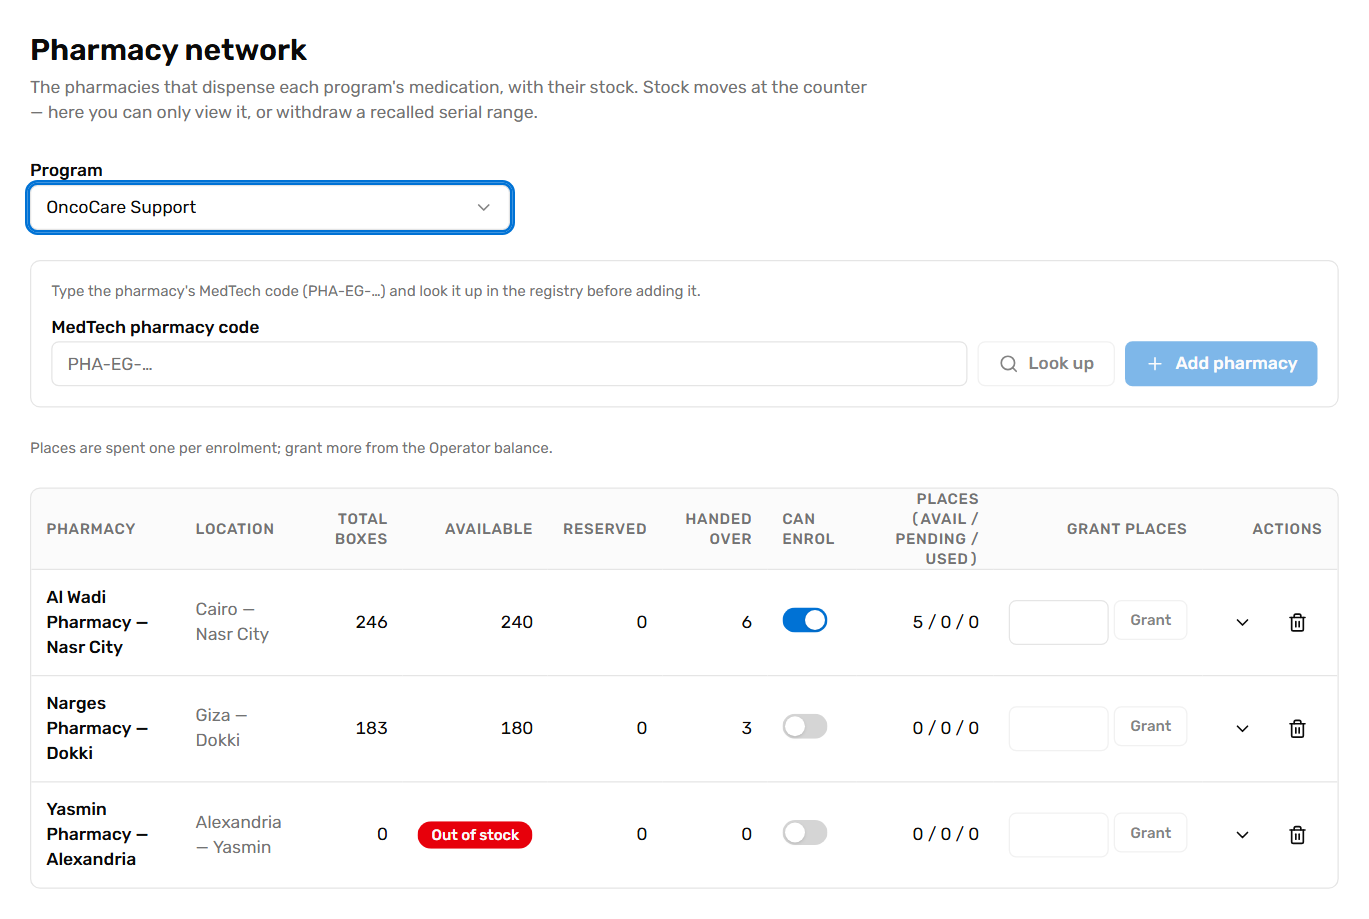 Pharmacy network
The pharmacies that dispense each program's medication, with their stock. Stock moves at the counter
— here you can only view it, or withdraw a recalled serial range.
Program
OncoCare Support
Type the pharmacy's MedTech code (PHA-EG-…) and look it up in the registry before adding it.
MedTech pharmacy code
PHA-EG-…
Look up
+ Add pharmacy
Places are spent one per enrolment; grant more from the Operator balance.
PHARMACY
LOCATION
TOTAL
BOXES
AVAILABLE
RESERVED
HANDED
OVER
CAN
ENROL
PLACES
(AVAIL /
PENDING /
USED)
GRANT PLACES
ACTIONS
Al Wadi
Pharmacy —
Nasr City
Cairo —
Nasr City
246
240
0
6
5 / 0 / 0
Grant
Narges
Pharmacy —
Dokki
Giza —
Dokki
183
180
0
3
0 / 0 / 0
Grant
Yasmin
Pharmacy —
Alexandria
Alexandria
— Yasmin
0
Out of stock
0
0
0 / 0 / 0
Grant